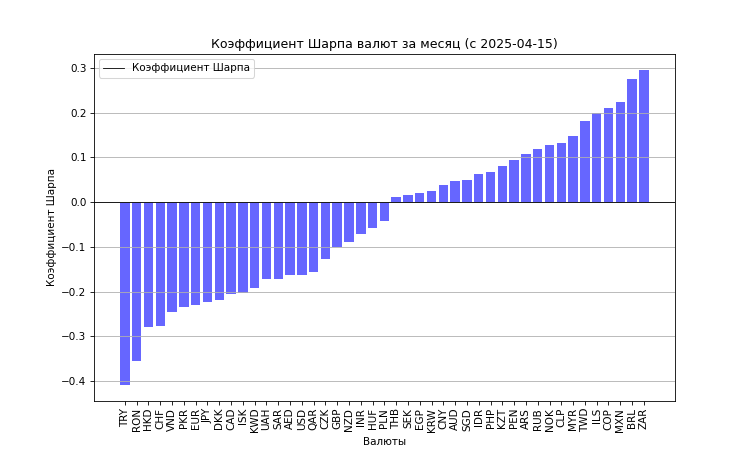 Коэффициент Шарпа валют за месяц (с 2025-04-15)
Коэффициент Шарпа
0.3
0.2
0.1
0.0
−0.1
−0.2
−0.3
−0.4
Коэффициент Шарпа
TRY
RON
HKD
CHF
VND
PKR
EUR
JPY
DKK
CAD
ISK
KWD
UAH
SAR
AED
USD
QAR
CZK
GBP
NZD
INR
HUF
PLN
THB
SEK
EGP
KRW
CNY
AUD
SGD
IDR
PHP
KZT
PEN
ARS
RUB
NOK
CLP
MYR
TWD
ILS
COP
MXN
BRL
ZAR
Валюты